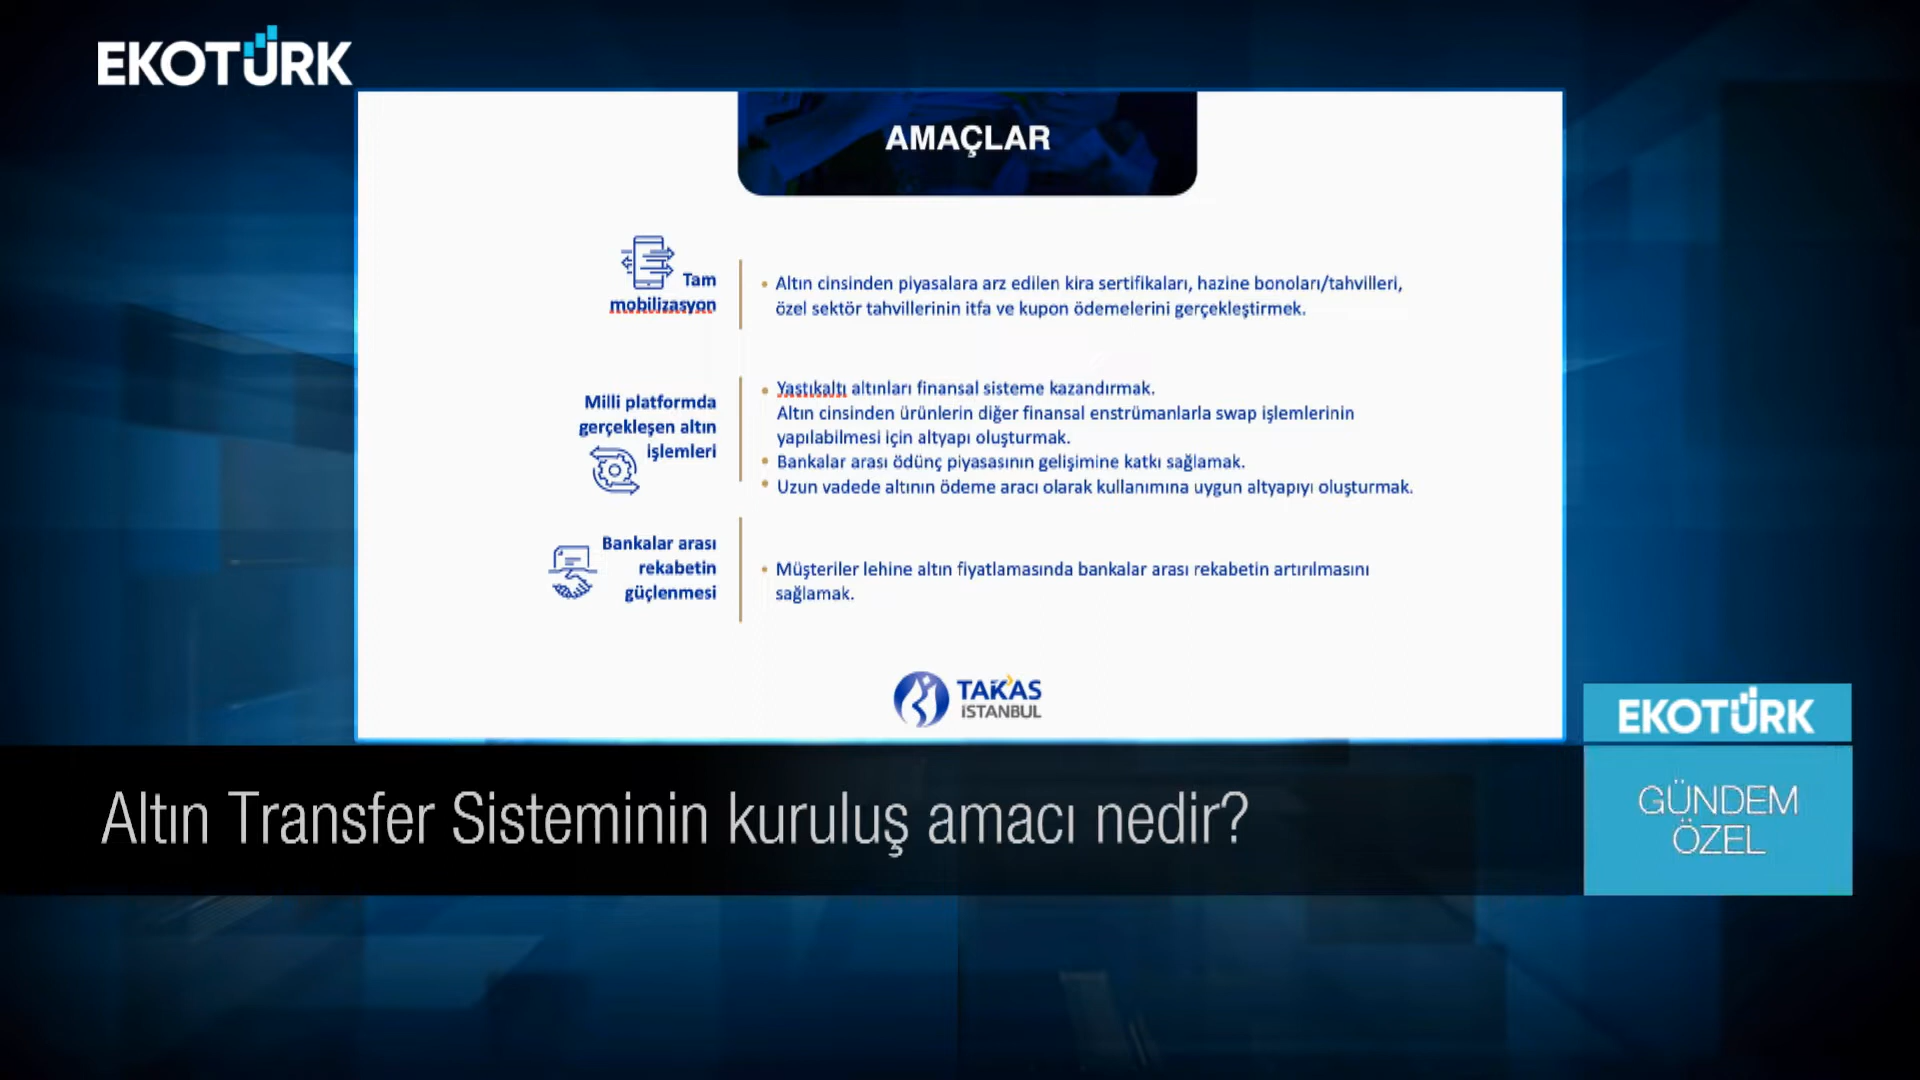 EKOTÜRK
AMAÇLAR
Tam
mobilizasyon
• Altın cinsinden piyasalara arz edilen kira sertifikaları, hazine bonoları/tahvilleri,
özel sektör tahvillerinin itfa ve kupon ödemelerini gerçekleştirmek.
Milli platformda
gerçekleşen altın
işlemleri
• Yastıkaltı altınları finansal sisteme kazandırmak.
Altın cinsinden ürünlerin diğer finansal enstrümanlarla swap işlemlerinin
yapılabilmesi için altyapı oluşturmak.
• Bankalar arası ödünç piyasasının gelişimine katkı sağlamak.
• Uzun vadede altının ödeme aracı olarak kullanımına uygun altyapıyı oluşturmak.
Bankalar arası
rekabetin
güçlenmesi
• Müşteriler lehine altın fiyatlamasında bankalar arası rekabetin artırılmasını
sağlamak.
TAKAS
İSTANBUL
EKOTÜRK
Altın Transfer Sisteminin kuruluş amacı nedir?
GÜNDEM
ÖZEL